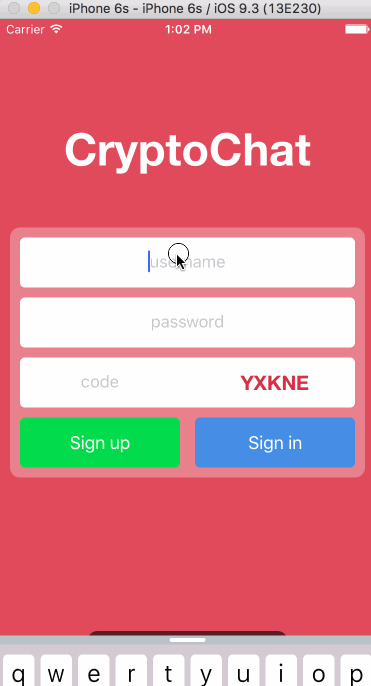 iPhone 6s - iPhone 6s / iOS 9.3 (13E230)
Carrier 1:02 PM
CryptoChat
username
password
code YXKNE
Sign up Sign in
q w e r t y u i o p